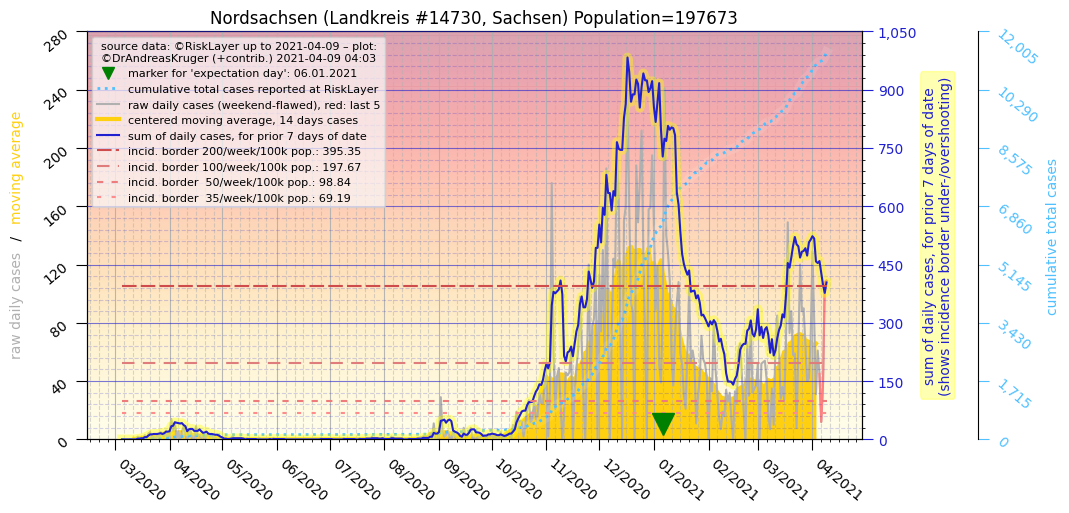 Nordsachsen (Landkreis #14730, Sachsen) Population=197673
source data: ©RiskLayer up to 2021-04-09 – plot:
©DrAndreasKruger (+contrib.) 2021-04-09 04:03
marker for 'expectation day': 06.01.2021
cumulative total cases reported at RiskLayer
raw daily cases (weekend-flawed), red: last 5
centered moving average, 14 days cases
sum of daily cases, for prior 7 days of date
incid. border 200/week/100k pop.: 395.35
incid. border 100/week/100k pop.: 197.67
incid. border  50/week/100k pop.: 98.84
incid. border  35/week/100k pop.: 69.19
raw daily cases  /  moving average
280
240
200
160
120
80
40
0
03/2020
04/2020
05/2020
06/2020
07/2020
08/2020
09/2020
10/2020
11/2020
12/2020
01/2021
02/2021
03/2021
04/2021
1,050
900
750
600
450
300
150
0
sum of daily cases, for prior 7 days of date
(shows incidence border under-/overshooting)
12,005
10,290
8,575
6,860
5,145
3,430
1,715
0
cumulative total cases